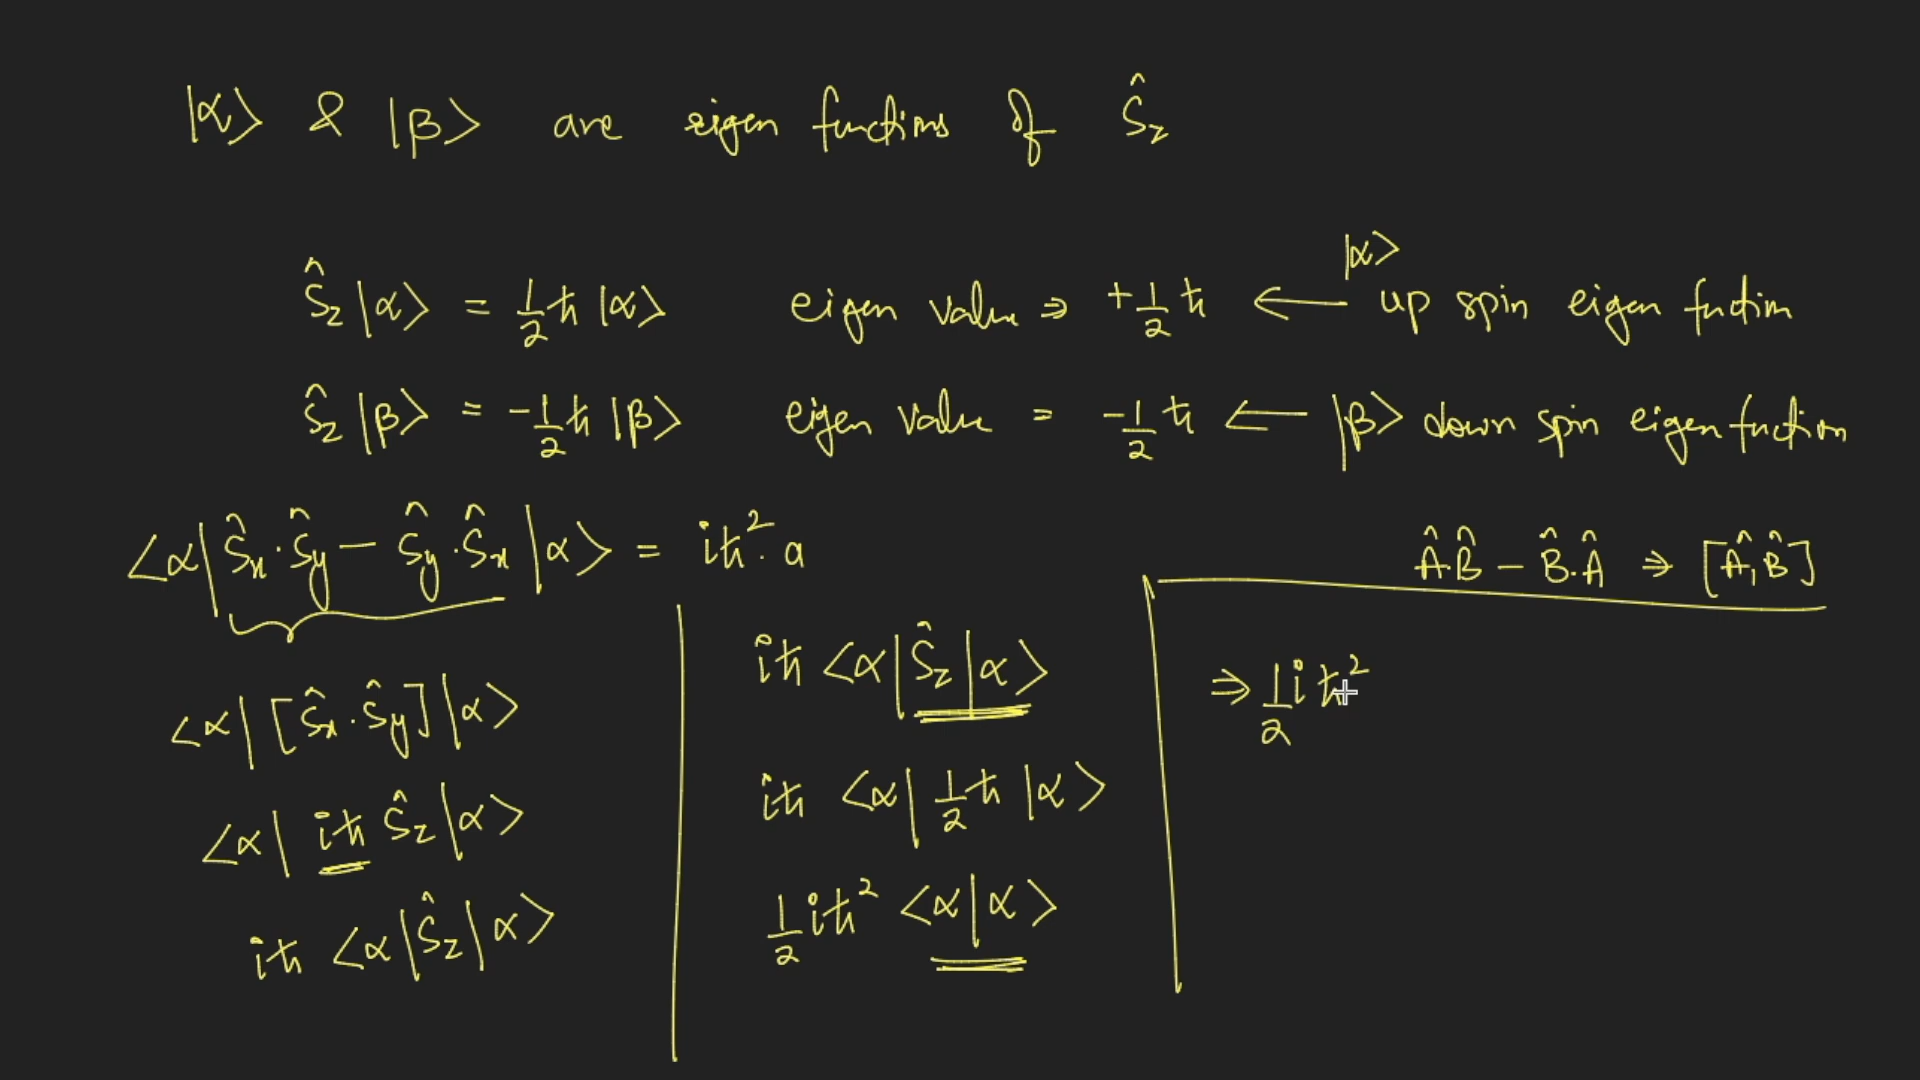 |α⟩ & |β⟩ are eigen functions of Ŝz
Ŝz |α⟩ = 1/2 ħ |α⟩ eigen value ⇒ +1/2 ħ ← |α⟩ up spin eigen function
Ŝz |β⟩ = -1/2 ħ |β⟩ eigen value = -1/2 ħ ← |β⟩ down spin eigen function
⟨α| Ŝx·Ŝy − Ŝy·Ŝx |α⟩ = iħ²·a
Â·B̂ − B̂·Â ⇒ [Â, B̂]
⟨α| [Ŝx·Ŝy] |α⟩
⟨α| iħ Ŝz |α⟩
iħ ⟨α|Ŝz|α⟩
iħ ⟨α|Ŝz|α⟩
iħ ⟨α| 1/2 ħ |α⟩
1/2 iħ² ⟨α|α⟩
⇒ 1/2 iħ²